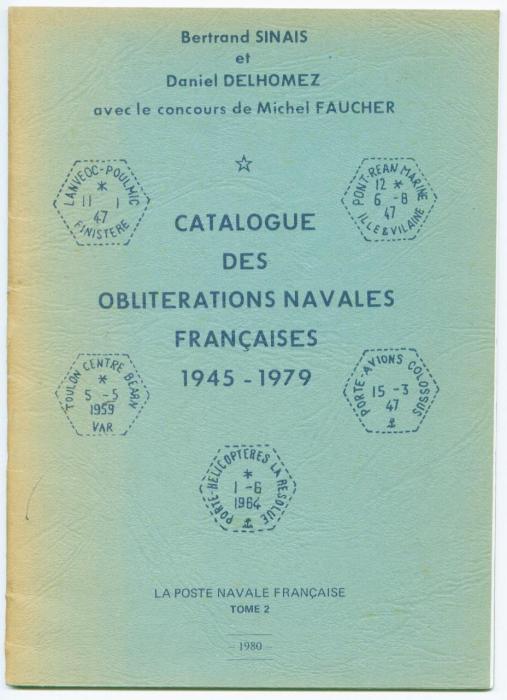 Bertrand SINAIS
et
Daniel DELHOMEZ
avec le concours de Michel FAUCHER
LANVEOC-POULMIC
11 1
47
FINISTERE
PONT-REAN MARINE
12
6 -8
47
ILLE & VILAINE
CATALOGUE
DES
OBLITERATIONS NAVALES
FRANÇAISES
1945 - 1979
TOULON CENTRE BEARN
5 -5
1959
VAR
PORTE-AVIONS COLOSSUS
15 -3
47
PORTE-HELICOPTERES LA RESOLUE
1 -6
1964
LA POSTE NAVALE FRANÇAISE
TOME 2
- 1980 -